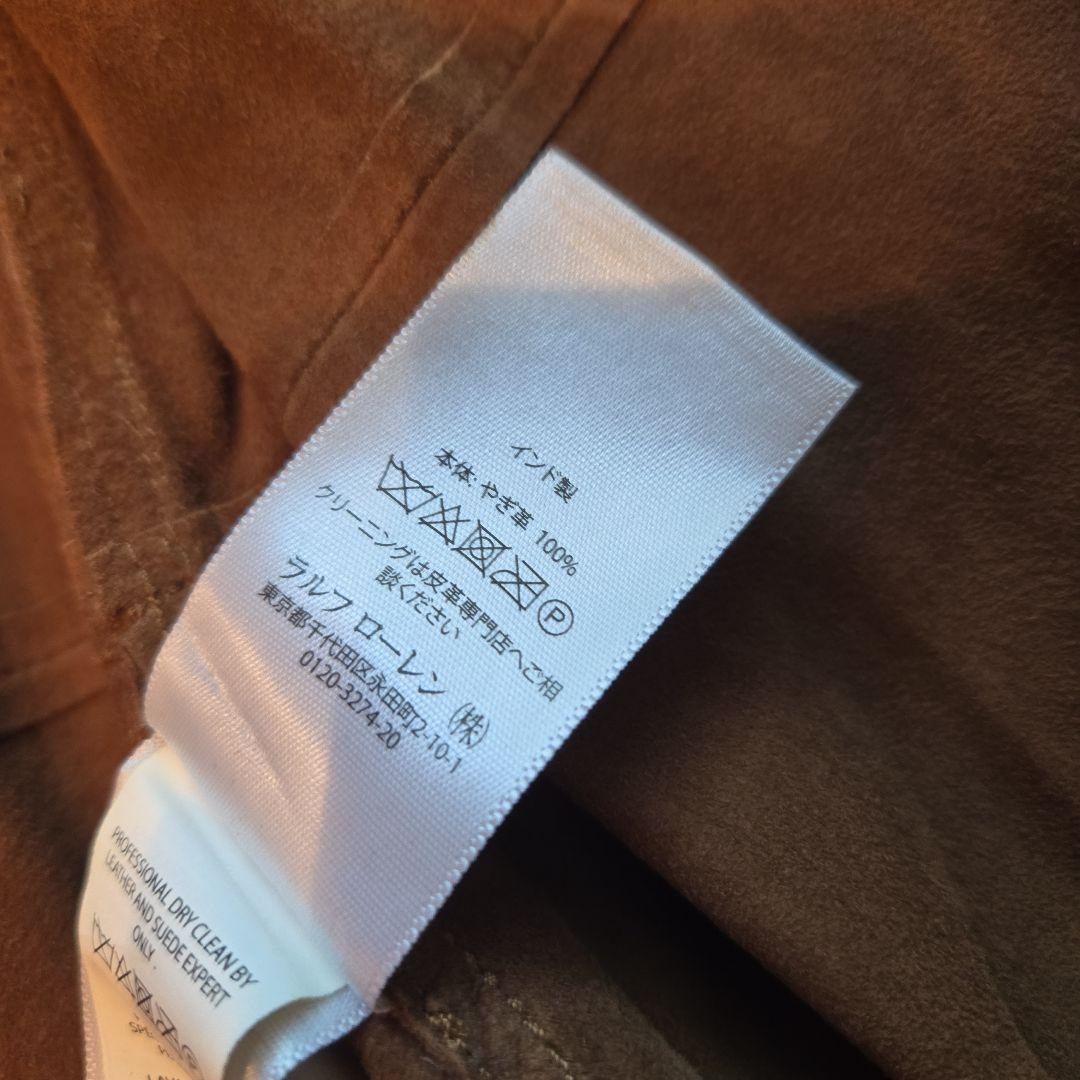 インド製
本体: やぎ革 100%
P
クリーニングは皮革専門店へご相
談ください
ラルフ ローレン (株)
東京都千代田区永田町2-10-1
0120-3274-20
PROFESSIONAL DRY CLEAN BY
LEATHER AND SUEDE EXPERT
ONLY.